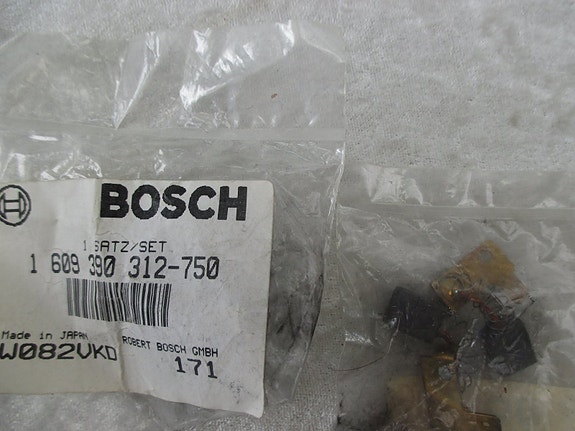 BOSCH
1 SATZ/SET
1 609 390 312-750
Made in JAPAN
ROBERT BOSCH GMBH
W082VKD
171